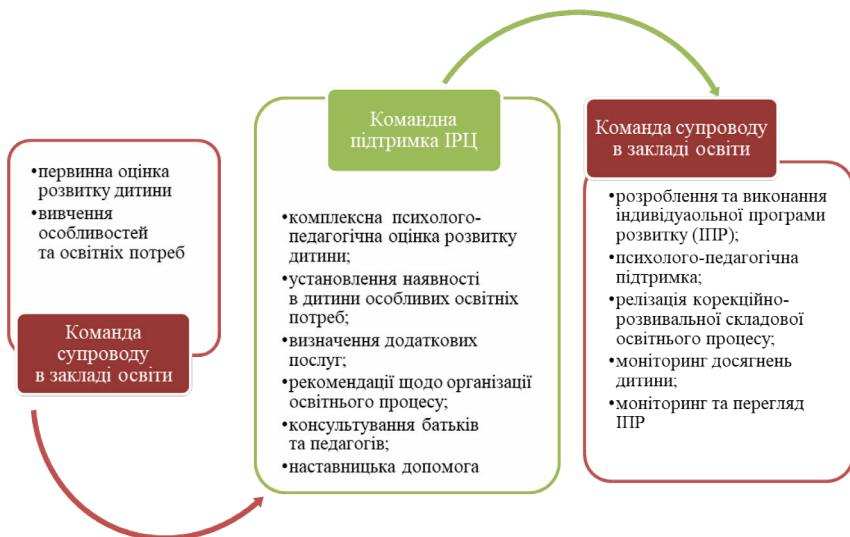 •первинна оцінка
розвитку дитини
•вивчення
особливостей
та освітніх потреб
Команда
супроводу
в закладі освіти
Командна
підтримка ІРЦ
•комплексна психолого-
педагогічна оцінка розвитку
дитини;
•установлення наявності
в дитини особливих освітніх
потреб;
•визначення додаткових
послуг;
•рекомендації щодо організації
освітнього процесу;
•консультування батьків
та педагогів;
•наставницька допомога
Команда супроводу
в закладі освіти
•розроблення та виконання
індивідуаольної програми
розвитку (ІПР);
•психолого-педагогічна
підтримка;
•релізація корекційно-
розвивальної складової
освітнього процесу;
•моніторинг досягнень
дитини;
•моніторинг та перегляд
ІПР